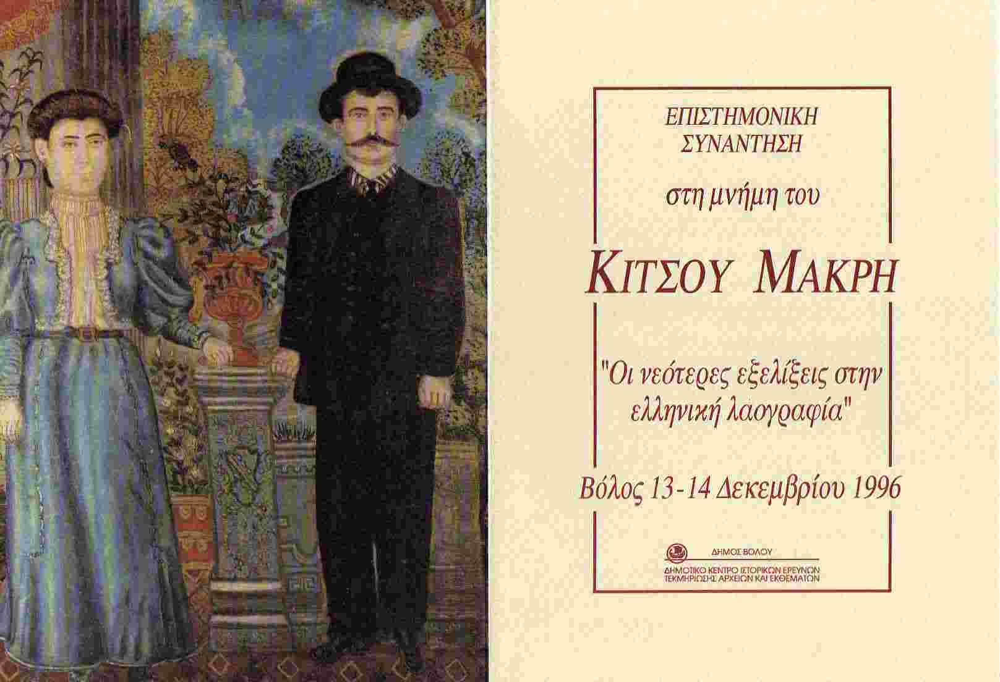 ΕΠΙΣΤΗΜΟΝΙΚΗ
ΣΥΝΑΝΤΗΣΗ
στη μνήμη του
ΚΙΤΣΟΥ ΜΑΚΡΗ
"Οι νεότερες εξελίξεις στην
ελληνική λαογραφία"
Βόλος 13-14 Δεκεμβρίου 1996
ΔΗΜΟΣ ΒΟΛΟΥ
ΔΗΜΟΤΙΚΟ ΚΕΝΤΡΟ ΙΣΤΟΡΙΚΩΝ ΕΡΕΥΝΩΝ
ΤΕΚΜΗΡΙΩΣΗΣ ΑΡΧΕΙΩΝ ΚΑΙ ΕΚΘΕΜΑΤΩΝ